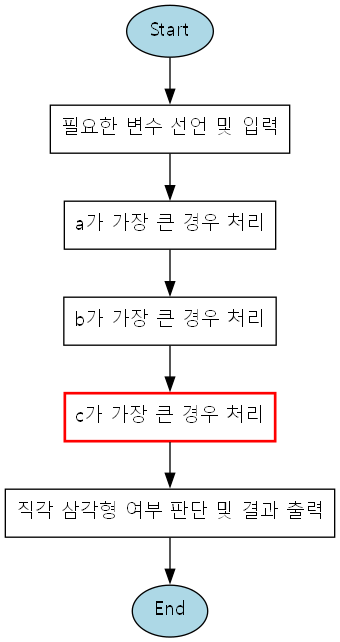 Start
필요한 변수 선언 및 입력
a가 가장 큰 경우 처리
b가 가장 큰 경우 처리
c가 가장 큰 경우 처리
직각 삼각형 여부 판단 및 결과 출력
End